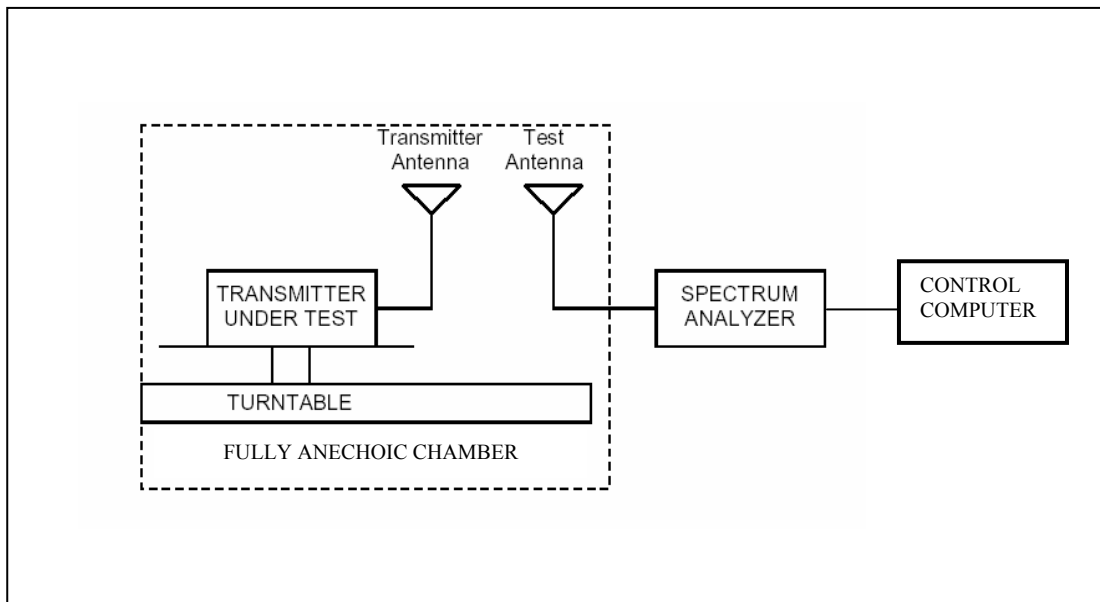 Transmitter
Antenna
Test
Antenna
TRANSMITTER
UNDER TEST
SPECTRUM
ANALYZER
CONTROL
COMPUTER
TURNTABLE
FULLY ANECHOIC CHAMBER